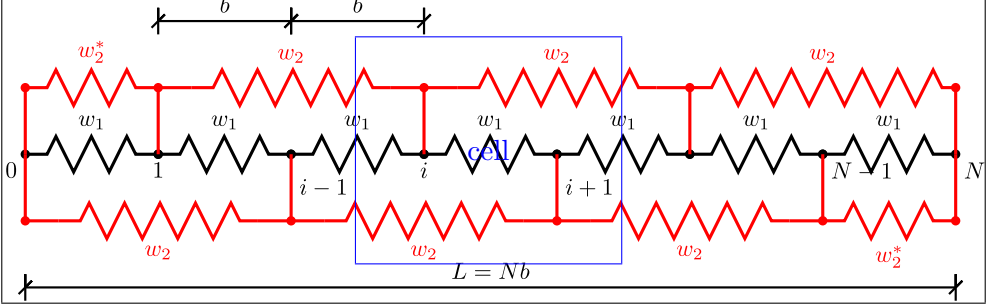 b b
w₂* w₂ w₂ w₂
w₁ w₁ w₁ w₁ w₁ w₁ w₁
cell
0 1 i − 1 i i + 1 N − 1 N
w₂ w₂ w₂ w₂*
L = Nb